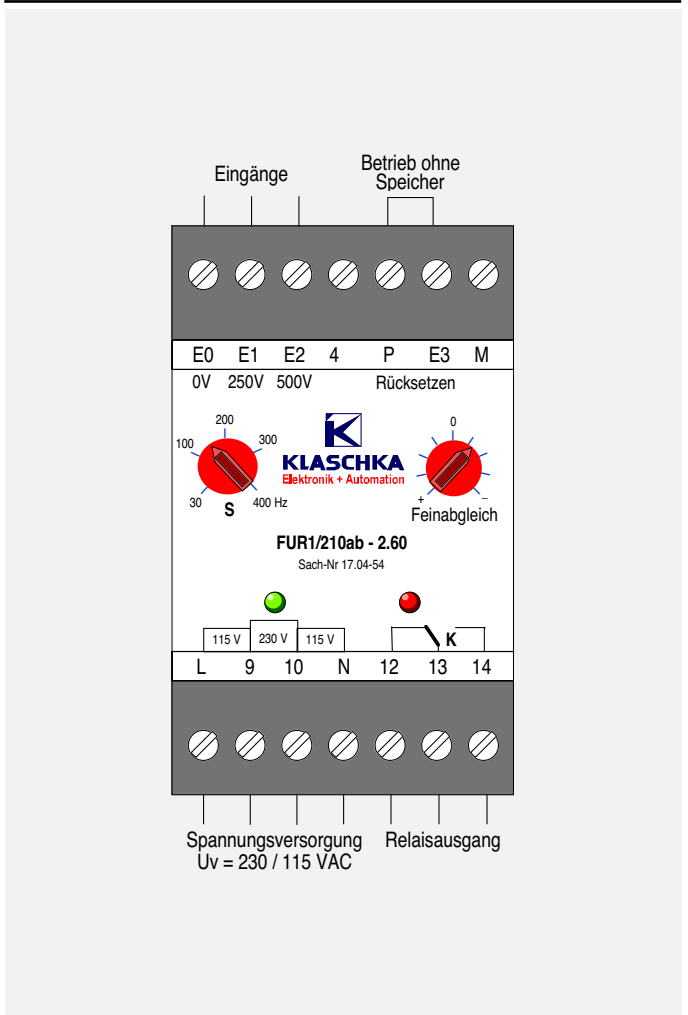 Eingänge
Betrieb ohne
Speicher
E0 E1 E2 4 P E3 M
0V 250V 500V Rücksetzen
200
100 300
30 400 Hz
S
K
KLASCHKA
Elektronik + Automation
0
+ −
Feinabgleich
FUR1/210ab - 2.60
Sach-Nr 17.04-54
115 V 230 V 115 V K
L 9 10 N 12 13 14
Spannungsversorgung
Uv = 230 / 115 VAC
Relaisausgang